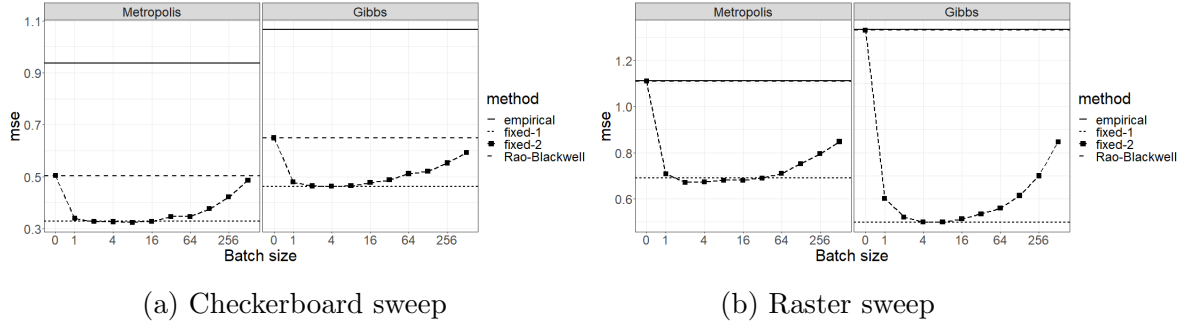 Metropolis Gibbs
1.1
0.9
0.7
0.5
0.3
mse
0 1 4 16 64 256 0 1 4 16 64 256
Batch size
method
empirical
fixed-1
fixed-2
Rao-Blackwell
(a) Checkerboard sweep
Metropolis Gibbs
1.2
1.0
0.8
0.6
mse
0 1 4 16 64 256 0 1 4 16 64 256
Batch size
method
empirical
fixed-1
fixed-2
Rao-Blackwell
(b) Raster sweep